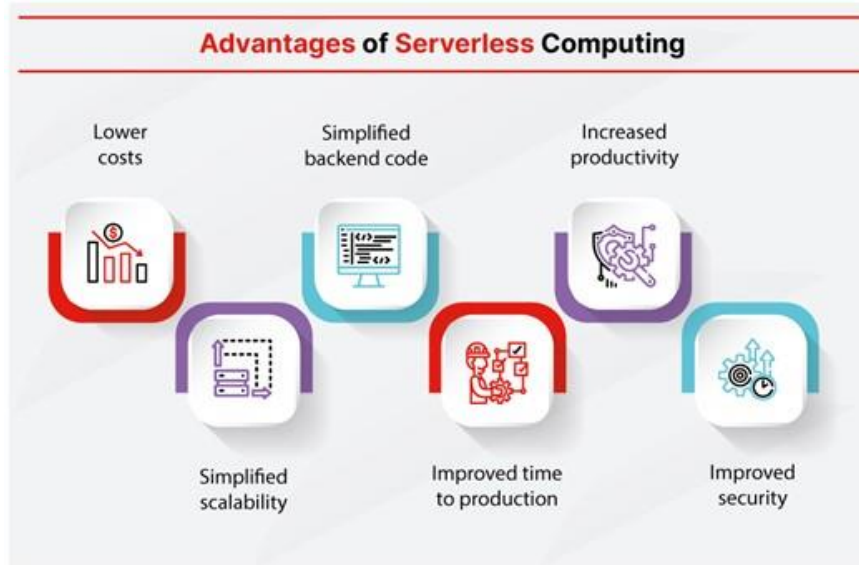 Advantages of Serverless Computing
Lower
costs
Simplified
backend code
Increased
productivity
Simplified
scalability
Improved time
to production
Improved
security